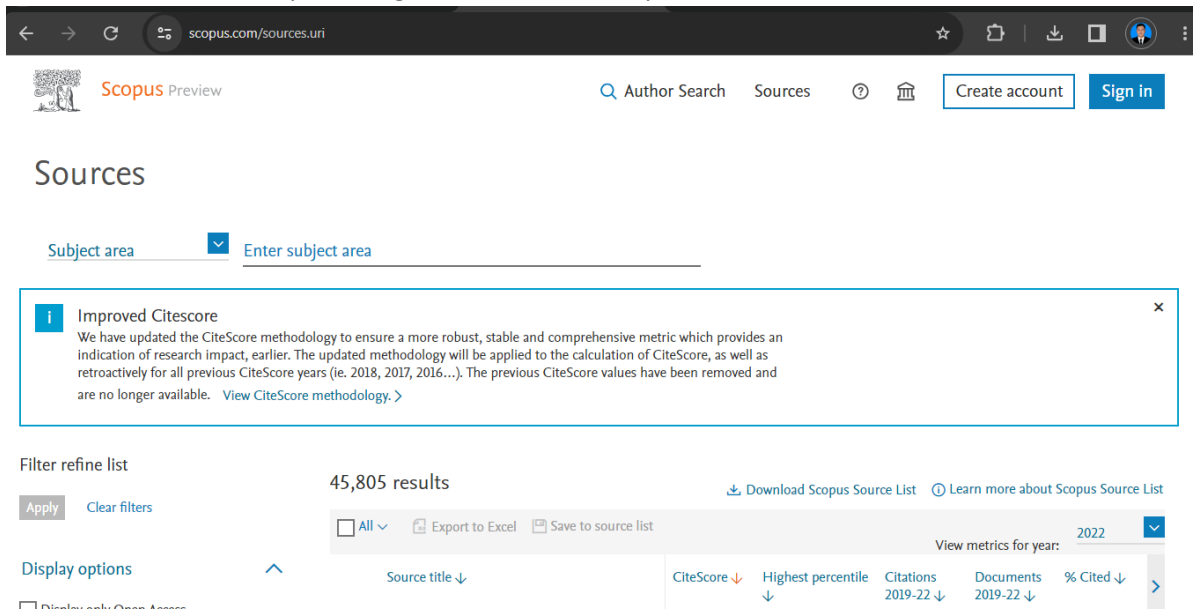 scopus.com/sources.uri
Scopus Preview
Author Search Sources Create account Sign in
Sources
Subject area Enter subject area
i Improved Citescore ×
We have updated the CiteScore methodology to ensure a more robust, stable and comprehensive metric which provides an
indication of research impact, earlier. The updated methodology will be applied to the calculation of CiteScore, as well as
retroactively for all previous CiteScore years (ie. 2018, 2017, 2016...). The previous CiteScore values have been removed and
are no longer available. View CiteScore methodology. >
Filter refine list
45,805 results Download Scopus Source List Learn more about Scopus Source List
Apply Clear filters
All Export to Excel Save to source list
View metrics for year: 2022
Display options
Source title CiteScore Highest percentile Citations 2019-22 Documents 2019-22 % Cited
Display only Open Access